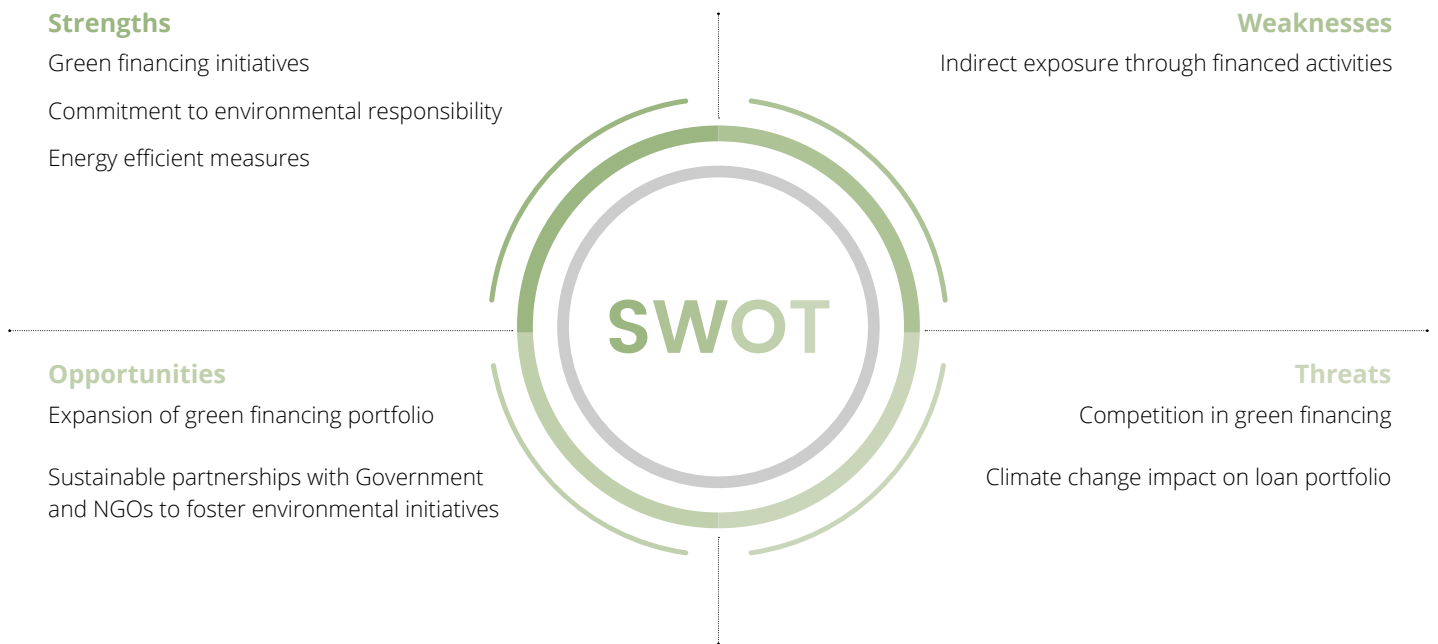 Strengths
Green financing initiatives
Commitment to environmental responsibility
Energy efficient measures
Weaknesses
Indirect exposure through financed activities
SWOT
Opportunities
Expansion of green financing portfolio
Sustainable partnerships with Government
and NGOs to foster environmental initiatives
Threats
Competition in green financing
Climate change impact on loan portfolio